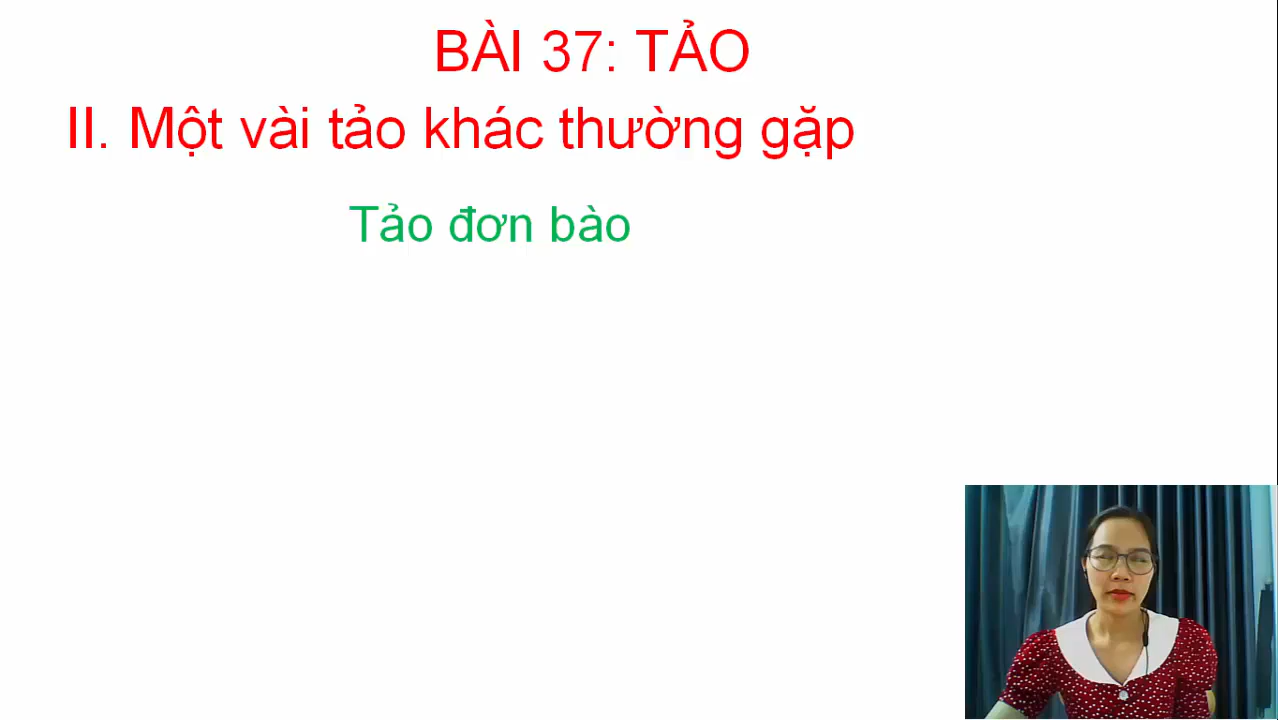 BÀI 37: TẢO
II. Một vài tảo khác thường gặp
Tảo đơn bào